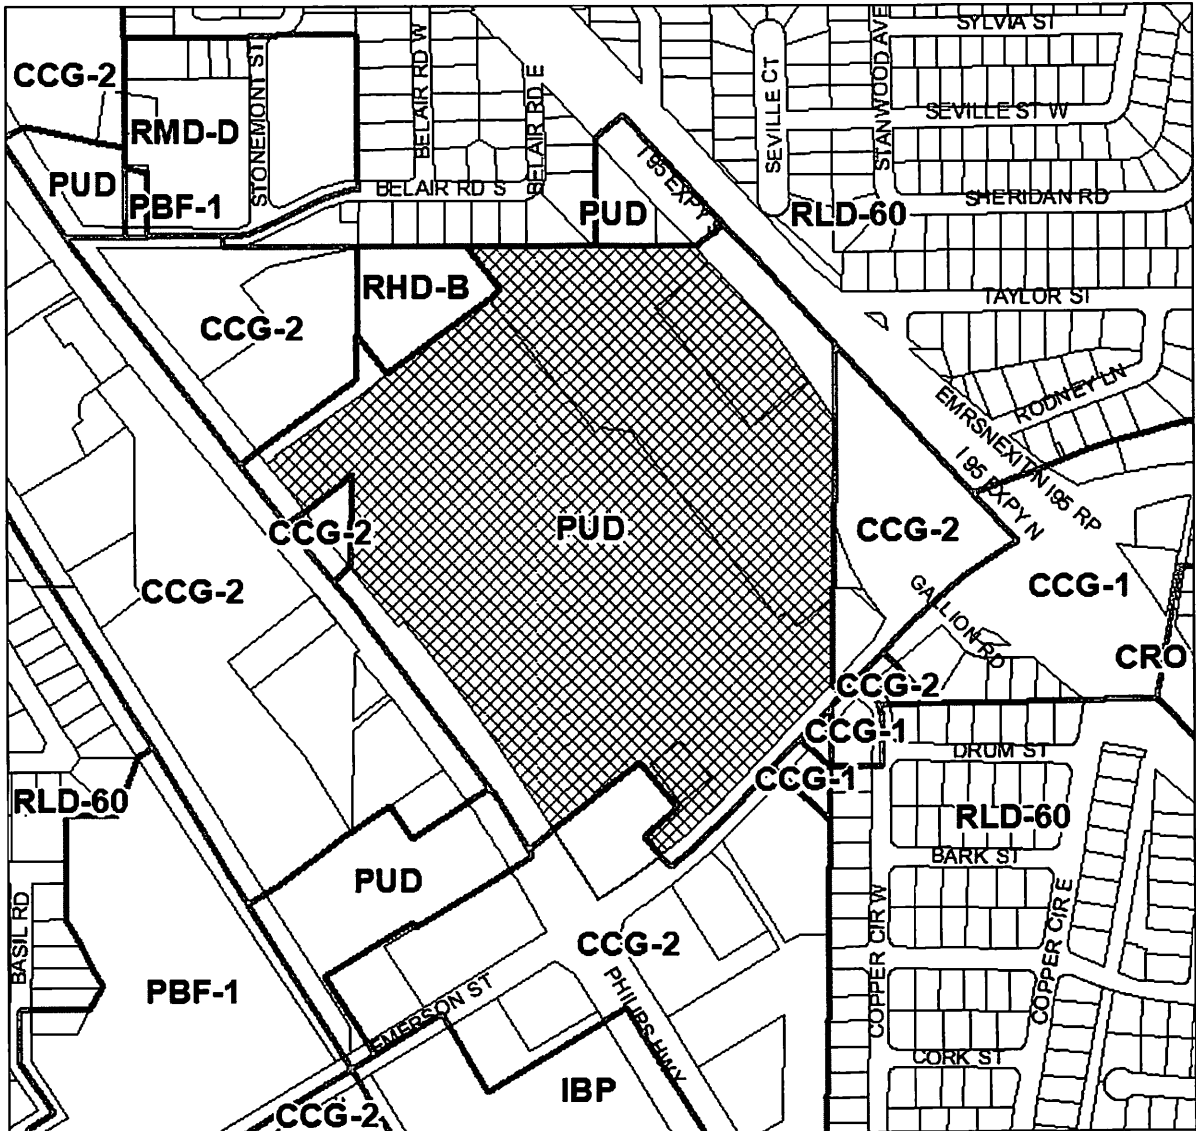 SYLVIA ST
CCG-2
STONEMONT ST
BELAIR RD W
BELAIR RD E
SEVILLE CT
STANWOOD AVE
SEVILLE ST W
RMD-D
I 95 EXPY
PUD
PBF-1
BELAIR RD S
PUD
RLD-60
SHERIDAN RD
RHD-B
TAYLOR ST
CCG-2
RODNEY LN
EMRSNEXIT N I95 RP
I 95 EXPY N
CCG-2
PUD
CCG-2
CCG-2
CCG-1
GALLION RD
CRO
CCG-2
CCG-1
DRUM ST
CCG-1
RLD-60
RLD-60
BARK ST
PUD
BASIL RD
COPPER CIR W
COPPER CIR E
CCG-2
PBF-1
EMERSON ST
PHILIPS HWY
CORK ST
IBP
CCG-2